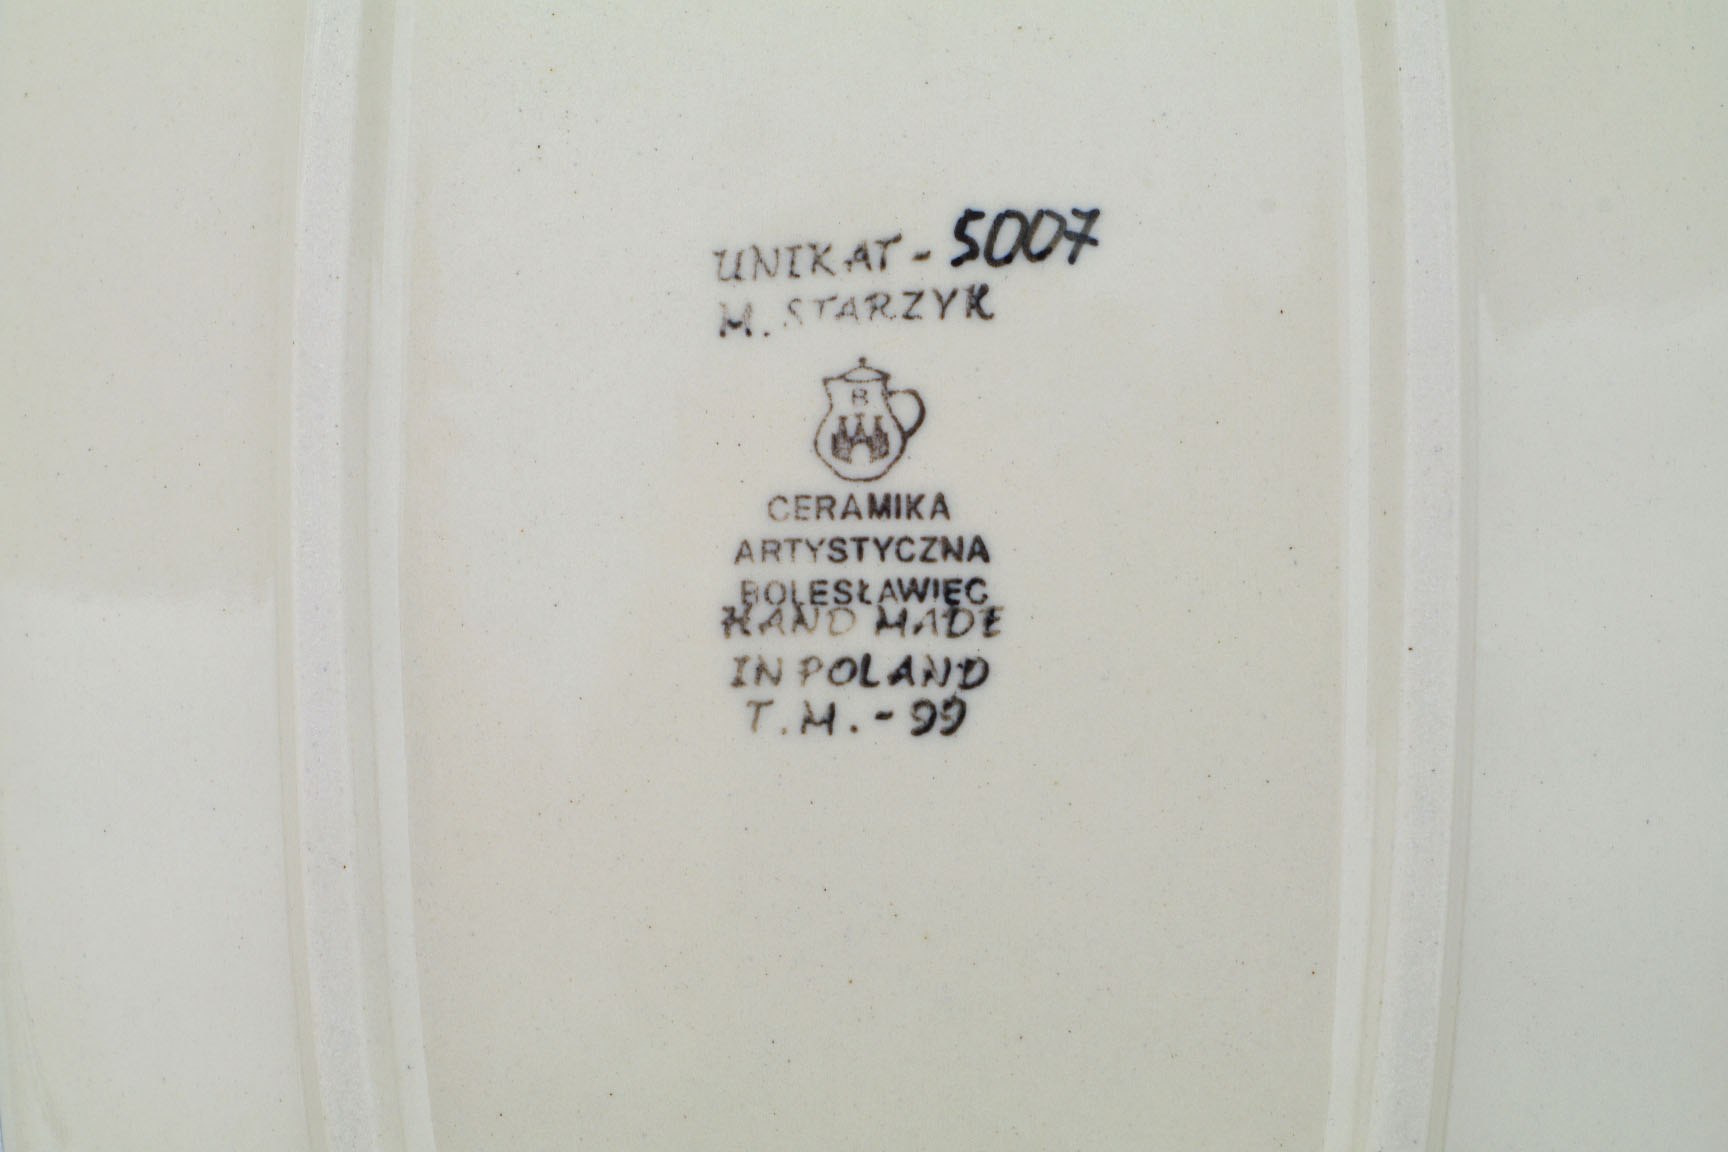 UNIKAT - 5007
M. STARZYK
B
CERAMIKA
ARTYSTYCZNA
BOLESŁAWIEC
HAND MADE
IN POLAND
T.M. - 99